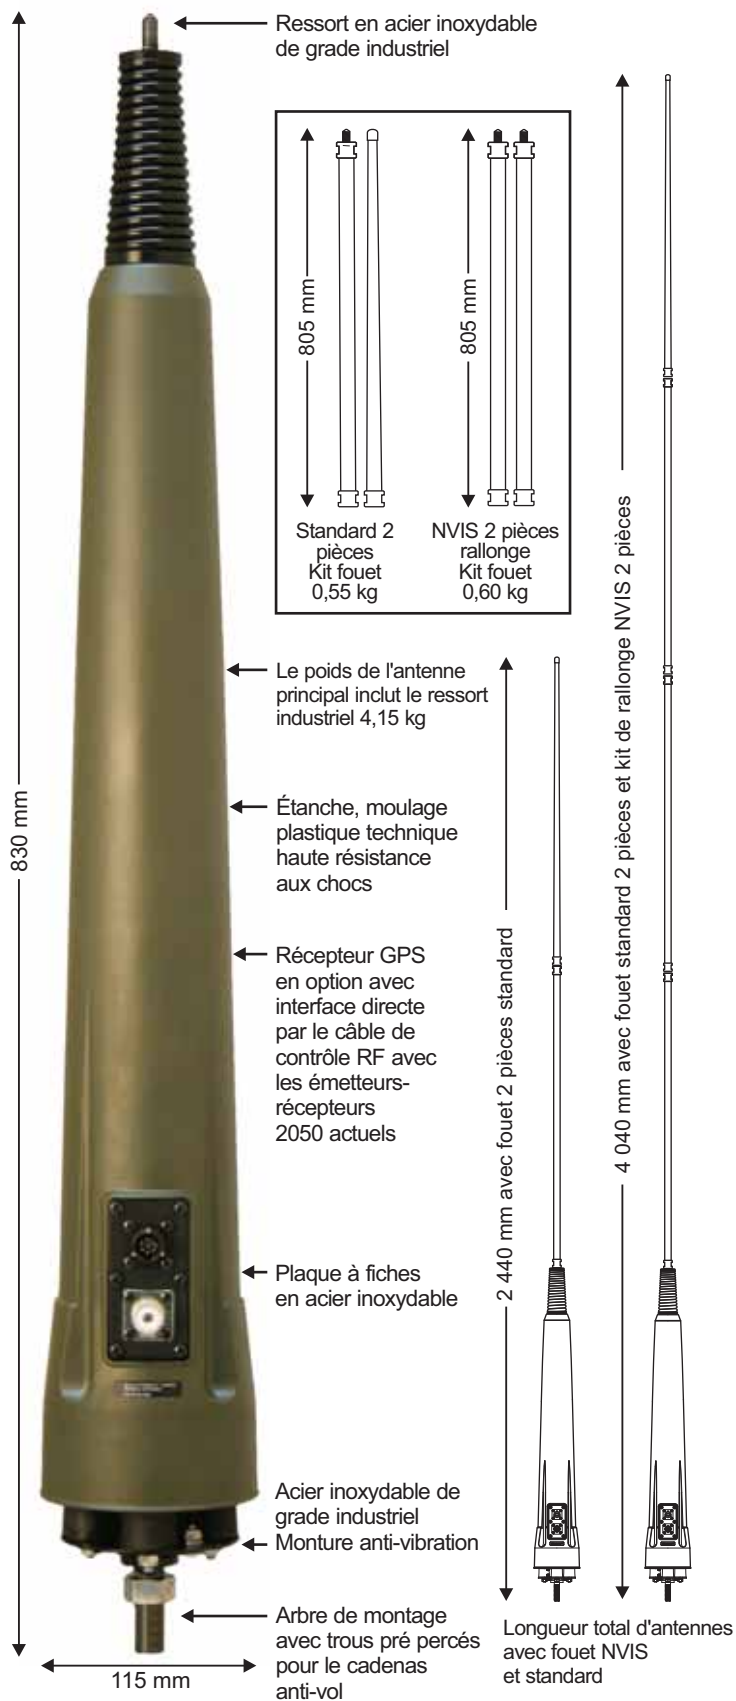 Ressort en acier inoxydable
de grade industriel
805 mm
805 mm
Standard 2
pièces
Kit fouet
0,55 kg
NVIS 2 pièces
rallonge
Kit fouet
0,60 kg
Le poids de l'antenne
principal inclut le ressort
industriel 4,15 kg
Étanche, moulage
plastique technique
haute résistance
aux chocs
830 mm
Récepteur GPS
en option avec
interface directe
par le câble de
contrôle RF avec
les émetteurs-
récepteurs
2050 actuels
Plaque à fiches
en acier inoxydable
Acier inoxydable de
grade industriel
Monture anti-vibration
Arbre de montage
avec trous pré percés
pour le cadenas
anti-vol
115 mm
2 440 mm avec fouet 2 pièces standard
4 040 mm avec fouet standard 2 pièces et kit de rallonge NVIS 2 pièces
Longueur total d'antennes
avec fouet NVIS
et standard